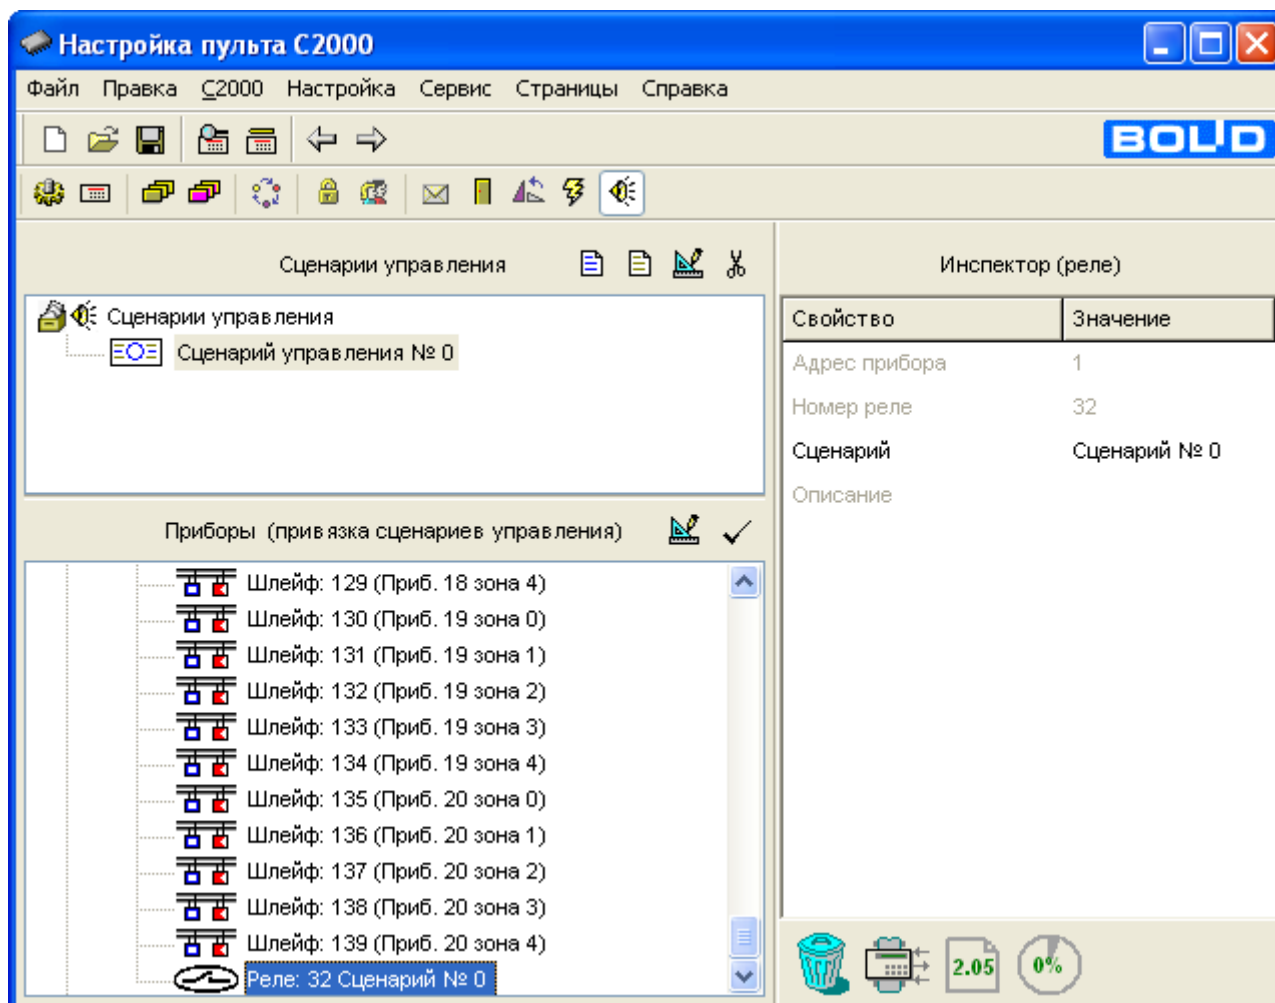 Настройка пульта С2000
Файл Правка С2000 Настройка Сервис Страницы Справка
BOLID
Сценарии управления
Сценарии управления
Сценарий управления № 0
Приборы (привязка сценариев управления)
Шлейф: 129 (Приб. 18 зона 4)
Шлейф: 130 (Приб. 19 зона 0)
Шлейф: 131 (Приб. 19 зона 1)
Шлейф: 132 (Приб. 19 зона 2)
Шлейф: 133 (Приб. 19 зона 3)
Шлейф: 134 (Приб. 19 зона 4)
Шлейф: 135 (Приб. 20 зона 0)
Шлейф: 136 (Приб. 20 зона 1)
Шлейф: 137 (Приб. 20 зона 2)
Шлейф: 138 (Приб. 20 зона 3)
Шлейф: 139 (Приб. 20 зона 4)
Реле: 32 Сценарий № 0
Инспектор (реле)
Свойство Значение
Адрес прибора 1
Номер реле 32
Сценарий Сценарий № 0
Описание
2.05 0%